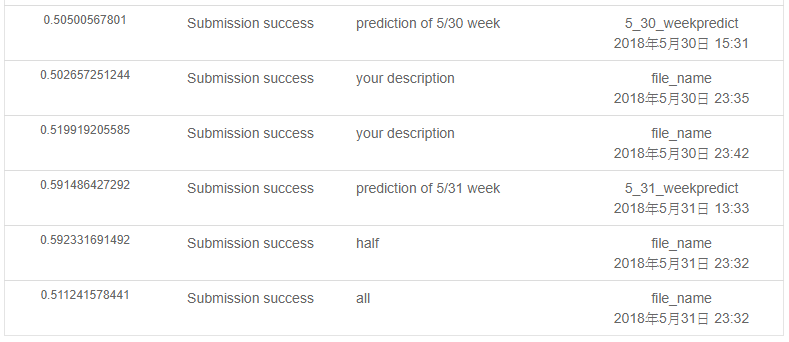 0.50500567801 Submission success prediction of 5/30 week 5_30_weekpredict
2018年5月30日 15:31
0.502657251244 Submission success your description file_name
2018年5月30日 23:35
0.519919205585 Submission success your description file_name
2018年5月30日 23:42
0.591486427292 Submission success prediction of 5/31 week 5_31_weekpredict
2018年5月31日 13:33
0.592331691492 Submission success half file_name
2018年5月31日 23:32
0.511241578441 Submission success all file_name
2018年5月31日 23:32